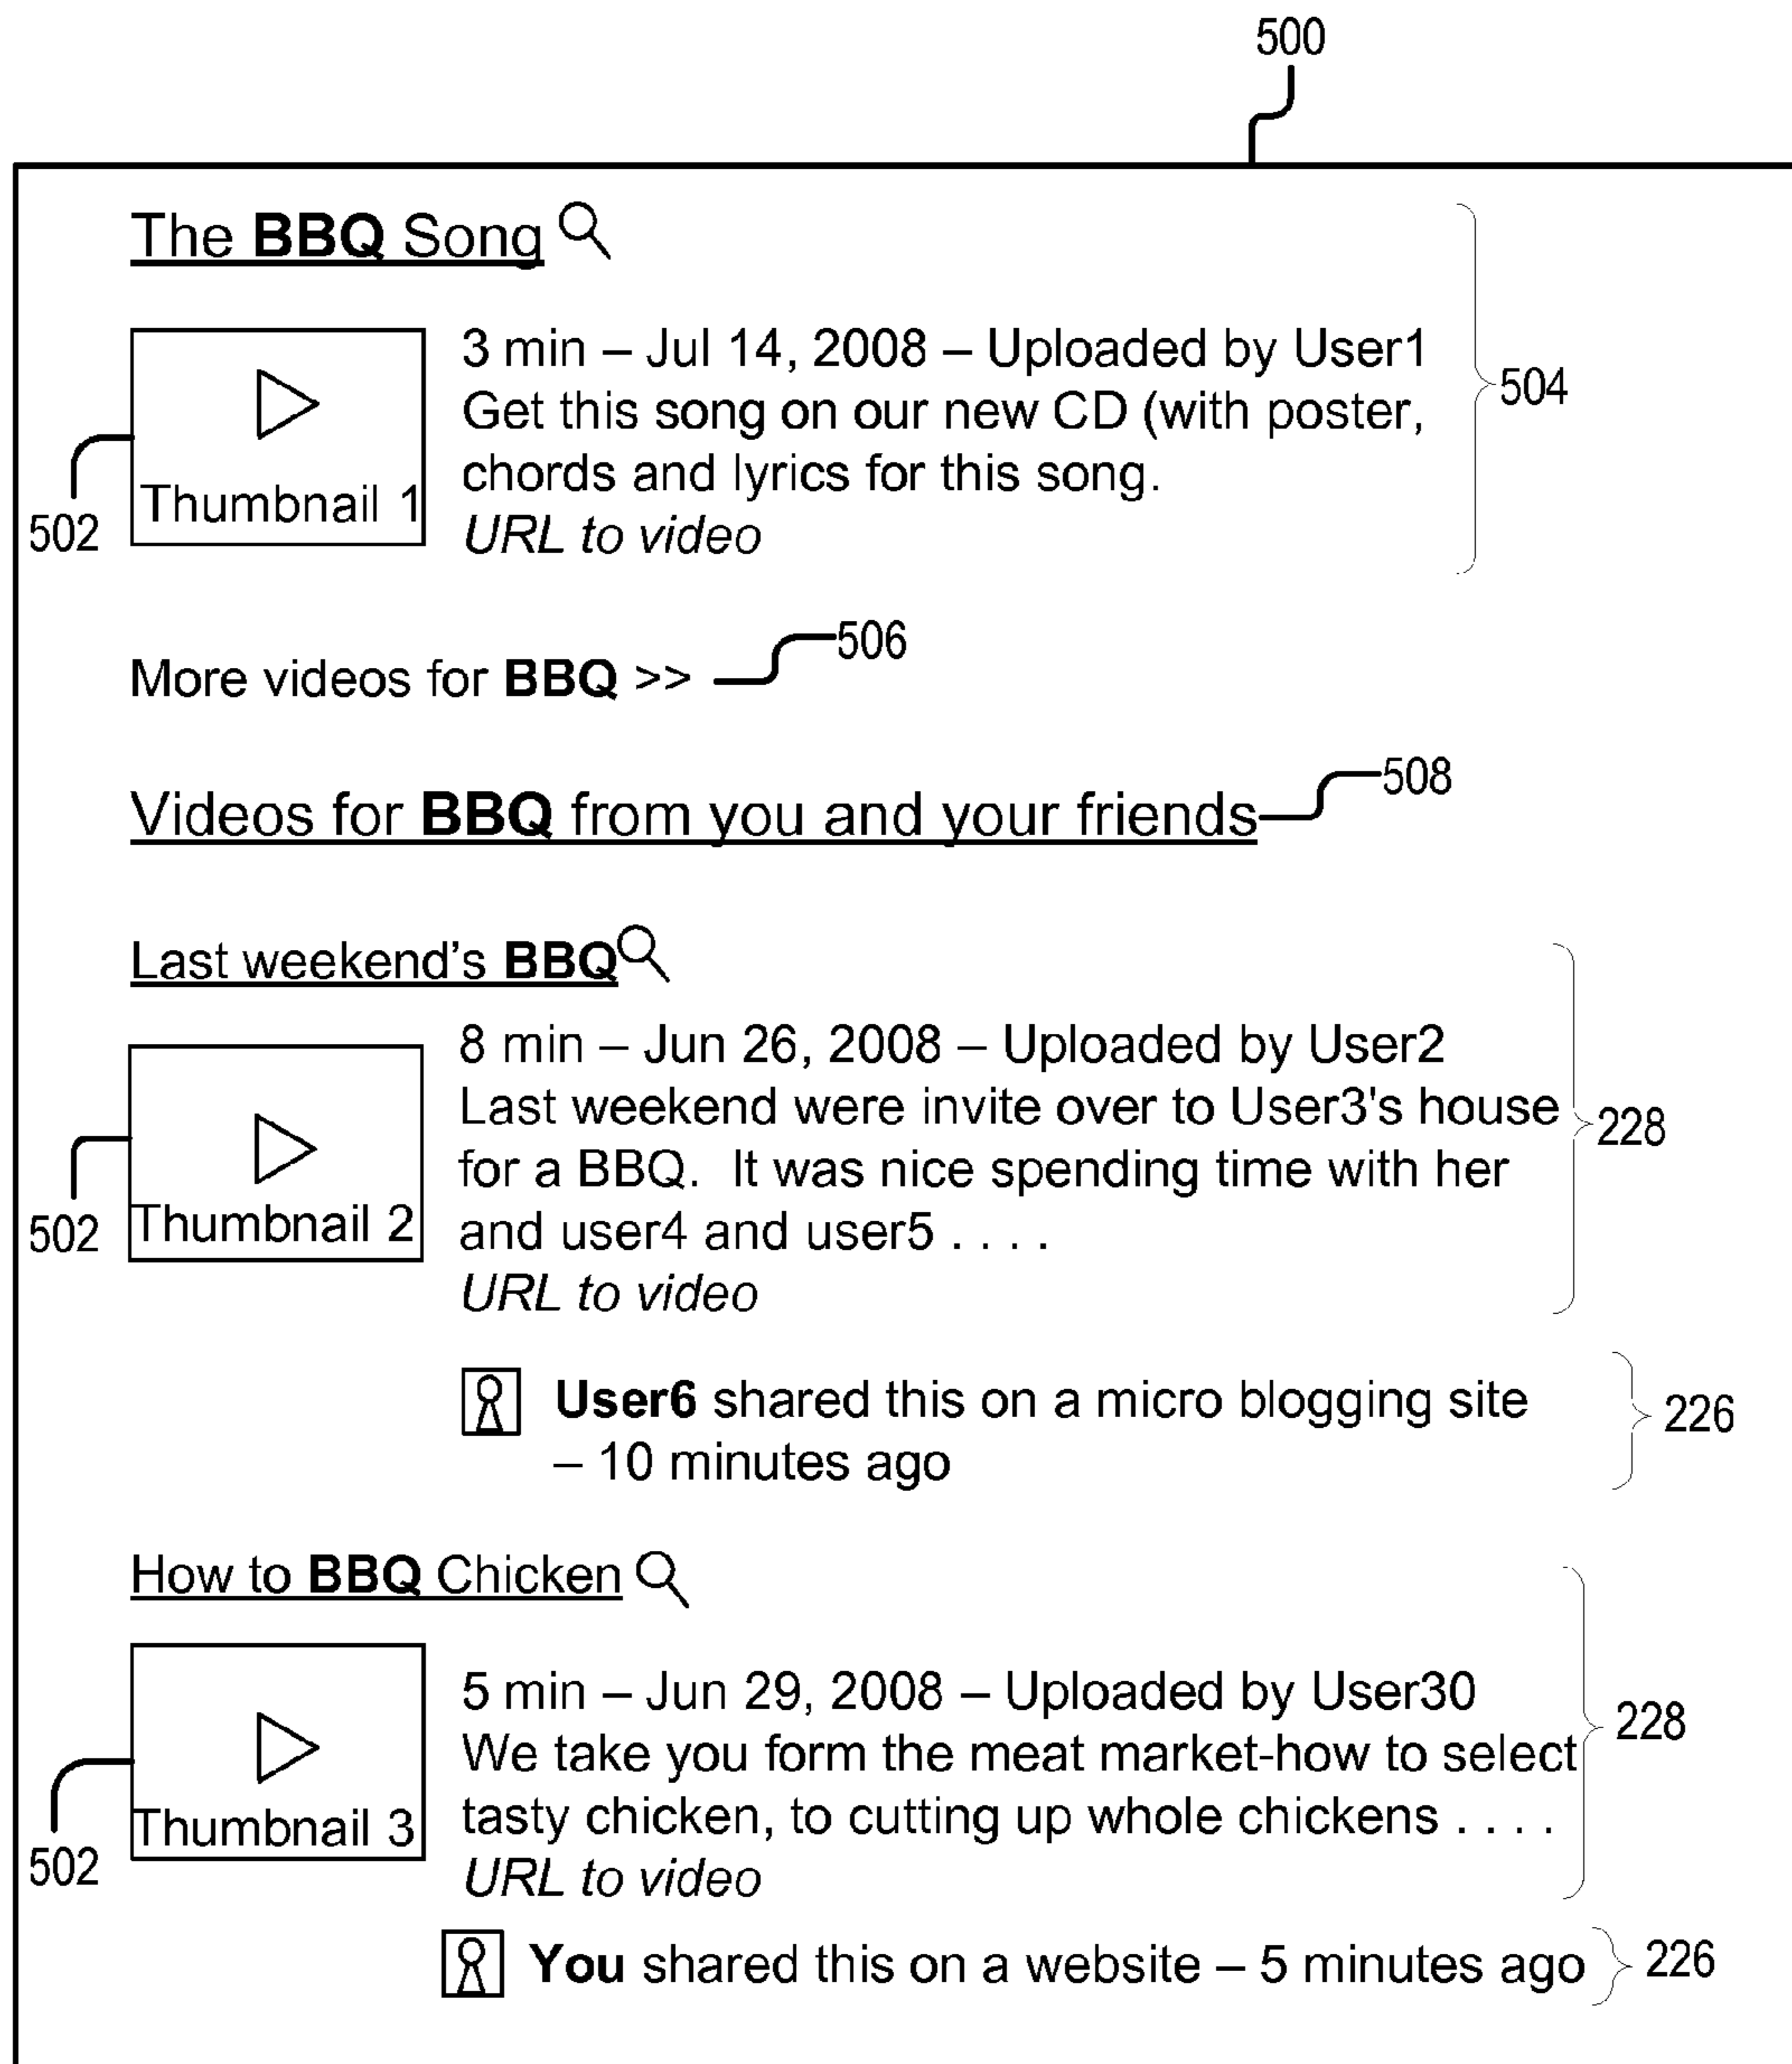 500
The BBQ Song
3 min – Jul 14, 2008 – Uploaded by User1
Get this song on our new CD (with poster,
504
chords and lyrics for this song.
Thumbnail 1
502
URL to video
506
More videos for BBQ >>
508
Videos for BBQ from you and your friends
Last weekend's BBQ
8 min – Jun 26, 2008 – Uploaded by User2
Last weekend were invite over to User3's house
228
for a BBQ. It was nice spending time with her
and user4 and user5 . . . .
Thumbnail 2
502
URL to video
User6 shared this on a micro blogging site
– 10 minutes ago
226
How to BBQ Chicken
5 min – Jun 29, 2008 – Uploaded by User30
We take you form the meat market-how to select
228
tasty chicken, to cutting up whole chickens . . . .
Thumbnail 3
502
URL to video
You shared this on a website – 5 minutes ago
226